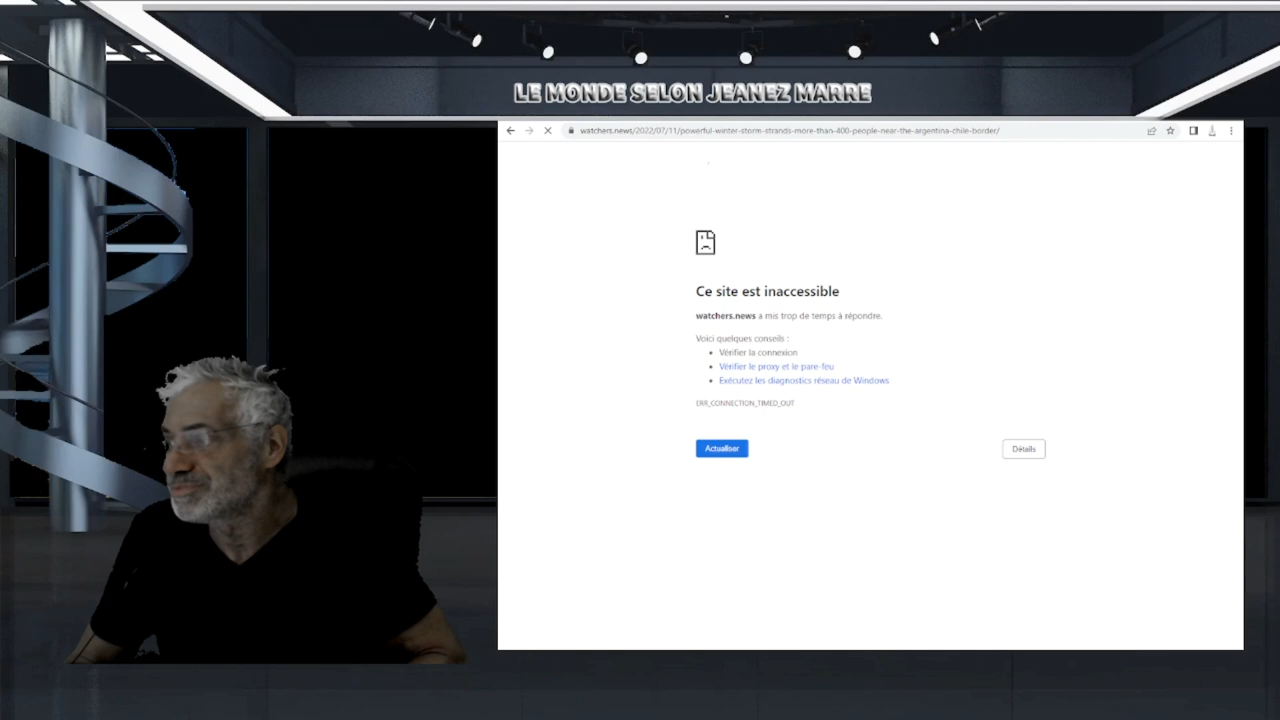 LE MONDE SELON JEANEZ MARRE
watchers.news/2022/07/11/powerful-winter-storm-strands-more-than-400-people-near-the-argentina-chile-border/
Ce site est inaccessible
watchers.news a mis trop de temps à répondre.
Voici quelques conseils :
Vérifier la connexion
Vérifier le proxy et le pare-feu
Exécutez les diagnostics réseau de Windows
ERR_CONNECTION_TIMED_OUT
Actualiser
Détails